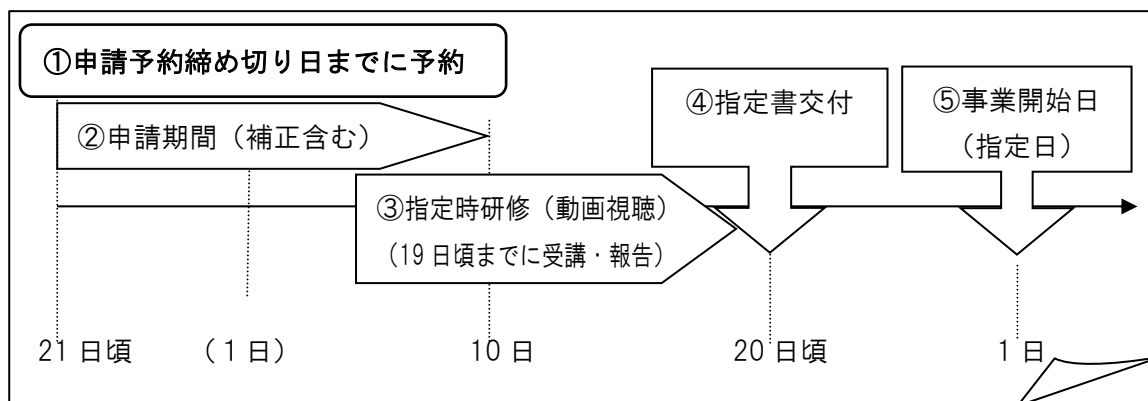 ①申請予約締め切り日までに予約
②申請期間（補正含む）
③指定時研修（動画視聴）
（19日頃までに受講・報告）
④指定書交付
⑤事業開始日
（指定日）
21日頃
（1日）
10日
20日頃
1日